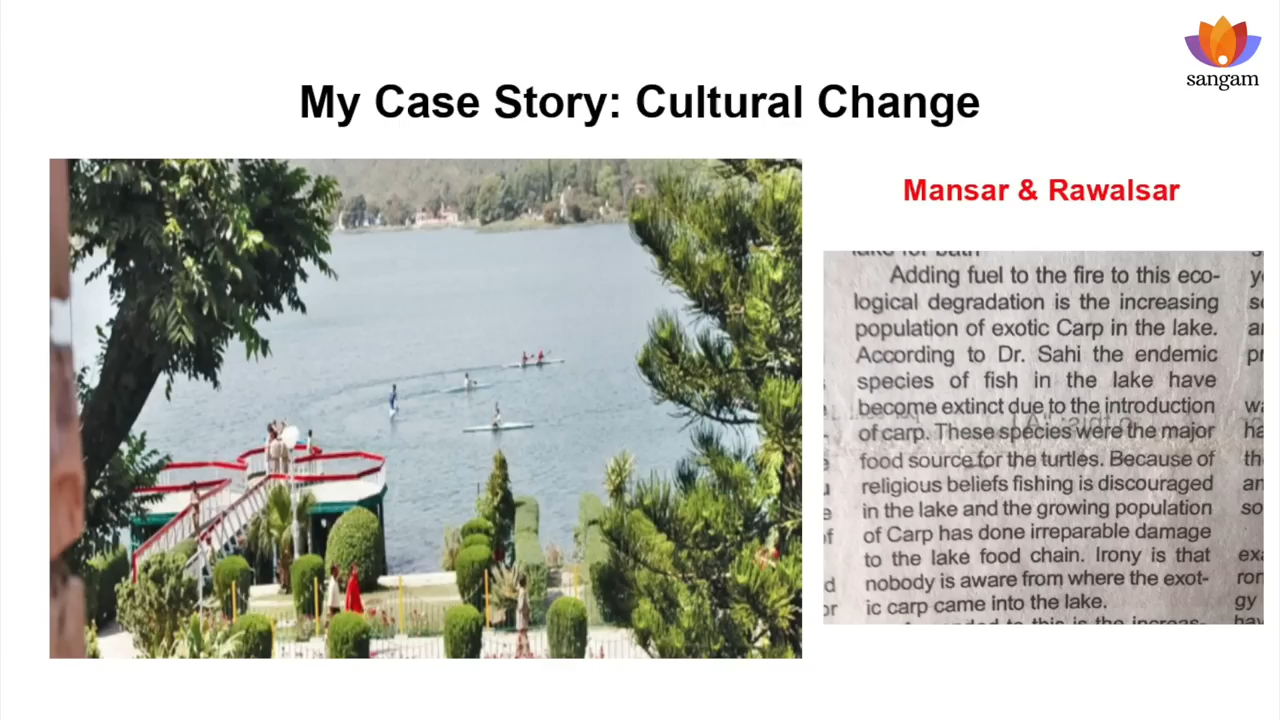 sangam
My Case Story: Cultural Change
Mansar & Rawalsar
Adding fuel to the fire to this eco-
logical degradation is the increasing
population of exotic Carp in the lake.
According to Dr. Sahi the endemic
species of fish in the lake have
become extinct due to the introduction
of carp. These species were the major
food source for the turtles. Because of
religious beliefs fishing is discouraged
in the lake and the growing population
of Carp has done irreparable damage
to the lake food chain. Irony is that
nobody is aware from where the exot-
ic carp came into the lake.